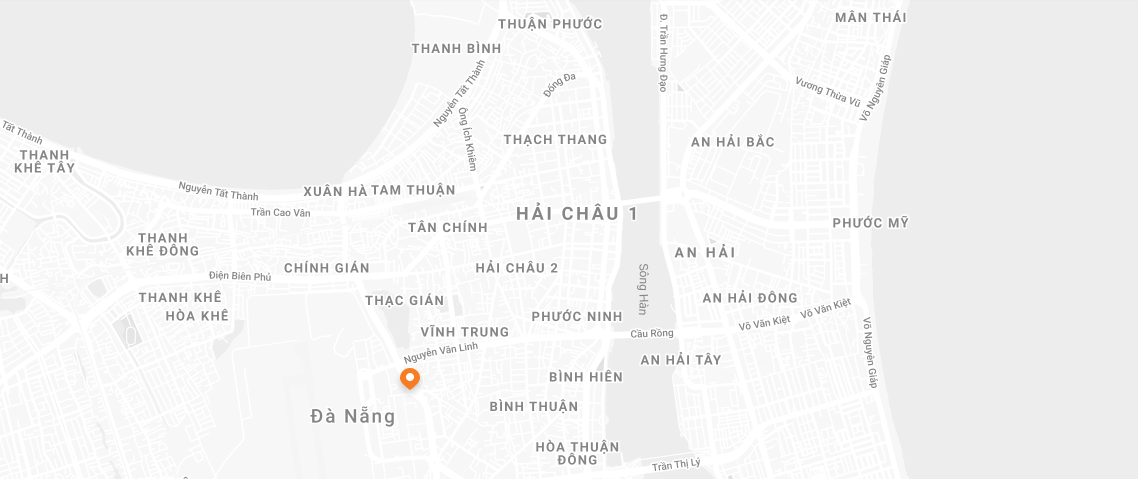 THUẬN PHƯỚC
MÂN THÁI
THANH BÌNH
Đ. Trần Hưng Đạo
Nguyễn Tất Thành
Đống Đa
Vương Thừa Vũ
Võ Nguyên Giáp
Ông Ích Khiêm
Tất Thành
THẠCH THANG
AN HẢI BẮC
THANH
KHÊ TÂY
Nguyễn Tất Thành
XUÂN HÀ
TAM THUẬN
Trần Cao Vân
HẢI CHÂU 1
PHƯỚC MỸ
TÂN CHÍNH
THANH
KHÊ ĐÔNG
AN HẢI
CHÍNH GIÁN
HẢI CHÂU 2
Điện Biên Phủ
H
Sông Hàn
THANH KHÊ
THẠC GIÁN
AN HẢI ĐÔNG
HÒA KHÊ
PHƯỚC NINH
Võ Văn Kiệt
Võ Văn Kiệt
VĨNH TRUNG
Cầu Rồng
Nguyễn Văn Linh
Võ Nguyên Giáp
AN HẢI TÂY
BÌNH HIÊN
BÌNH THUẬN
Đà Nẵng
HÒA THUẬN
ĐÔNG
Trần Thị Lý